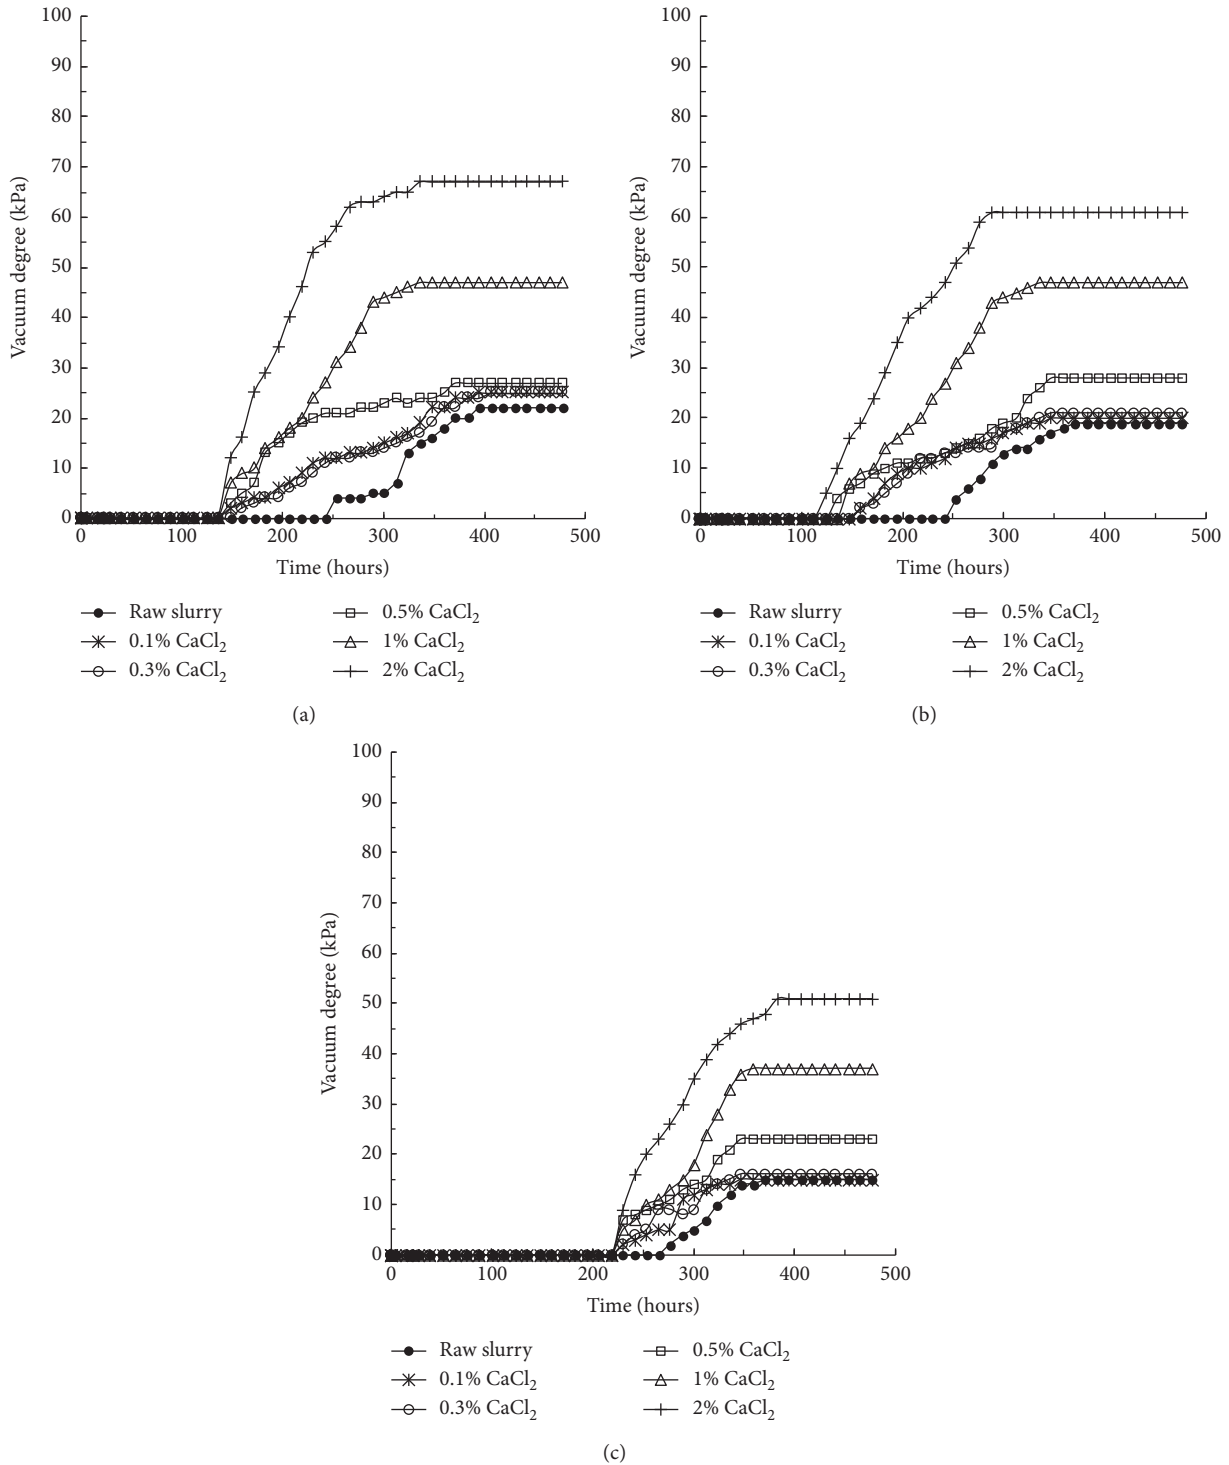 100
90
80
70
60
50
40
30
20
10
0
Vacuum degree (kPa)
0 100 200 300 400 500
Time (hours)
Raw slurry 0.5% CaCl₂
0.1% CaCl₂ 1% CaCl₂
0.3% CaCl₂ 2% CaCl₂
(a)
100
90
80
70
60
50
40
30
20
10
0
Vacuum degree (kPa)
0 100 200 300 400 500
Time (hours)
Raw slurry 0.5% CaCl₂
0.1% CaCl₂ 1% CaCl₂
0.3% CaCl₂ 2% CaCl₂
(b)
100
90
80
70
60
50
40
30
20
10
0
Vacuum degree (kPa)
0 100 200 300 400 500
Time (hours)
Raw slurry 0.5% CaCl₂
0.1% CaCl₂ 1% CaCl₂
0.3% CaCl₂ 2% CaCl₂
(c)